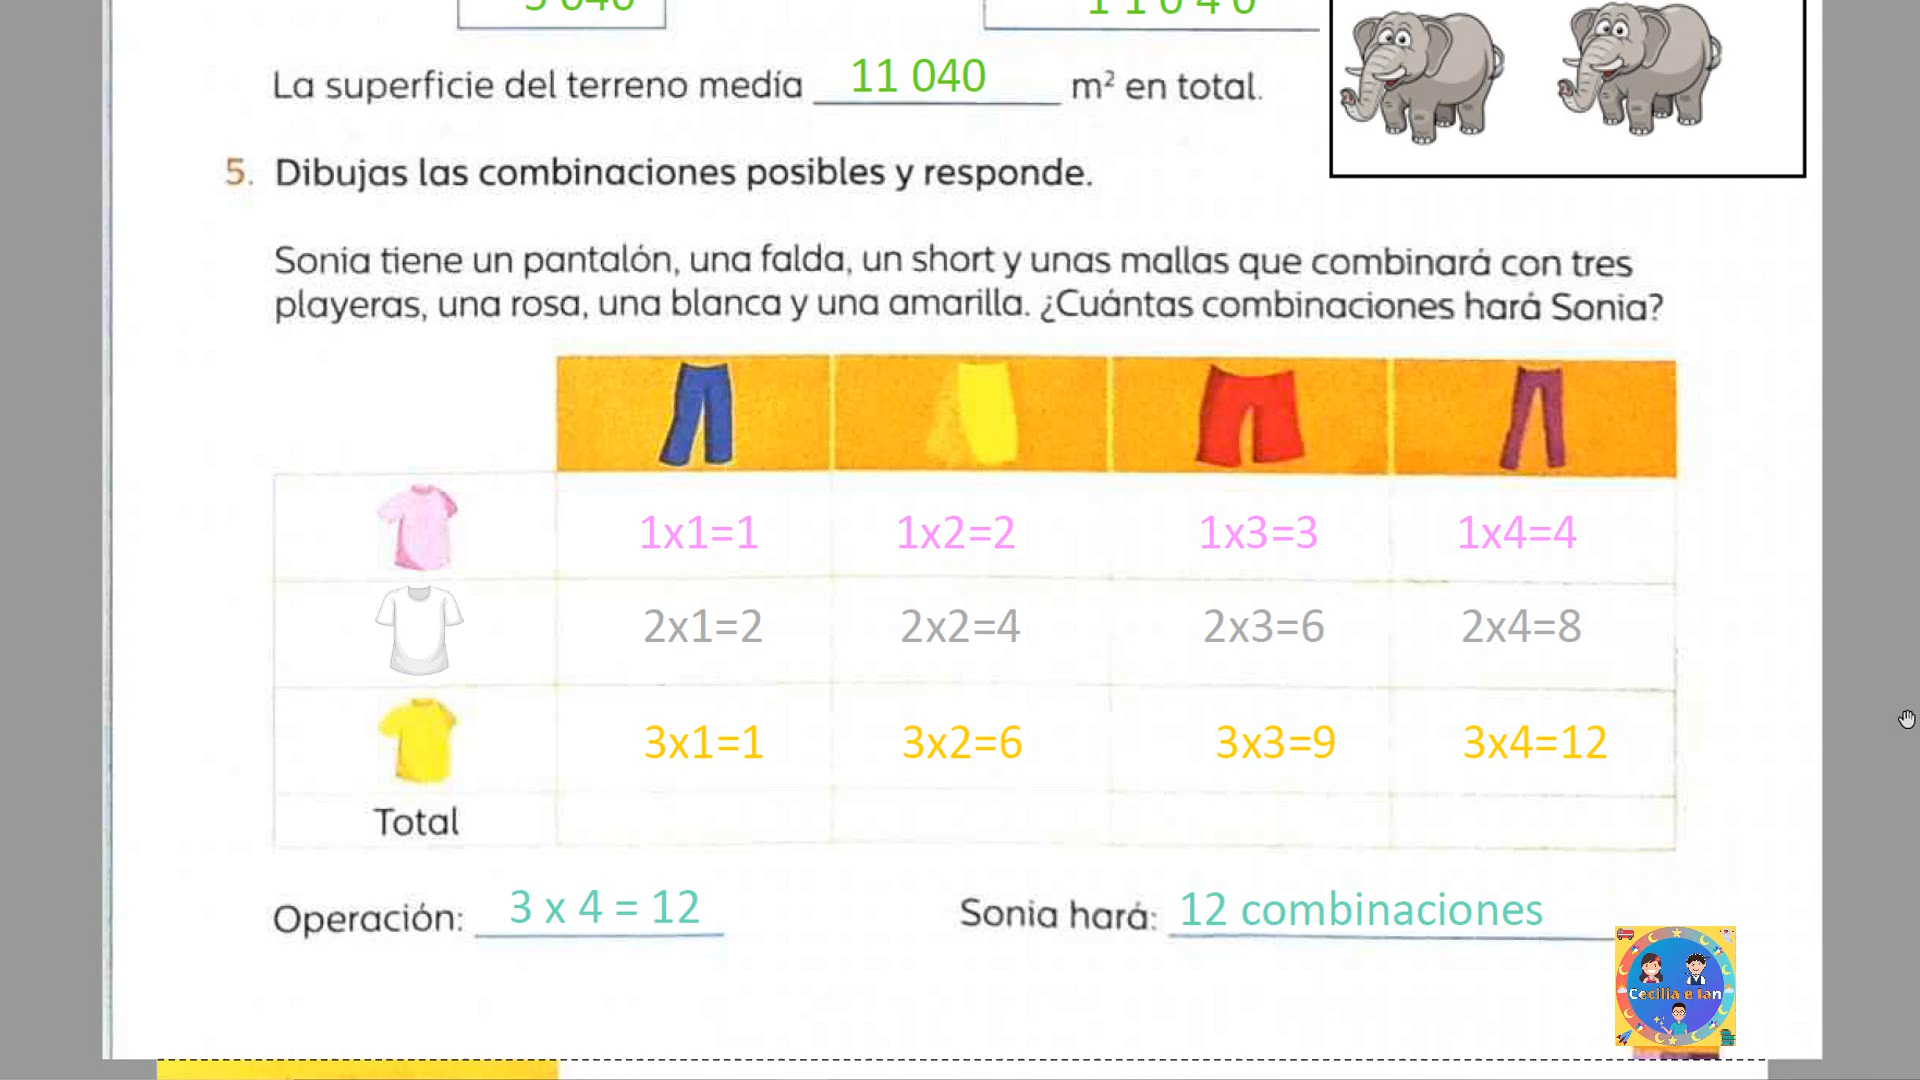 La superficie del terreno medía 11 040 m² en total.
5. Dibujas las combinaciones posibles y responde.
Sonia tiene un pantalón, una falda, un short y unas mallas que combinará con tres
playeras, una rosa, una blanca y una amarilla. ¿Cuántas combinaciones hará Sonia?
1x1=1 1x2=2 1x3=3 1x4=4
2x1=2 2x2=4 2x3=6 2x4=8
3x1=1 3x2=6 3x3=9 3x4=12
Total
Operación: 3 x 4 = 12 Sonia hará: 12 combinaciones
Cecilia e Ian